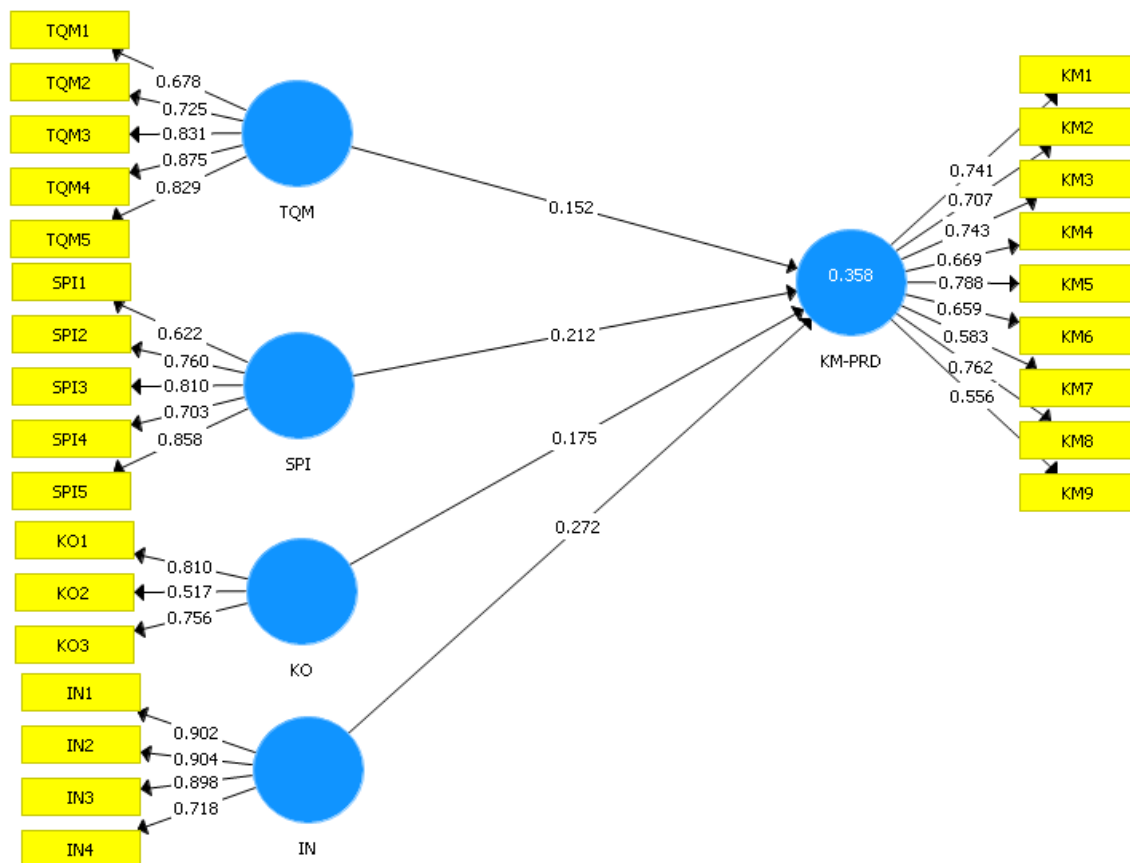 TQM1
TQM2
TQM3
TQM4
TQM5
0.678
0.725
0.831
0.875
0.829
TQM
SPI1
SPI2
SPI3
SPI4
SPI5
0.622
0.760
0.810
0.703
0.858
SPI
KO1
KO2
KO3
0.810
0.517
0.756
KO
IN1
IN2
IN3
IN4
0.902
0.904
0.898
0.718
IN
0.152
0.212
0.175
0.272
0.358
KM-PRD
0.741
0.707
0.743
0.669
0.788
0.659
0.583
0.762
0.556
KM1
KM2
KM3
KM4
KM5
KM6
KM7
KM8
KM9